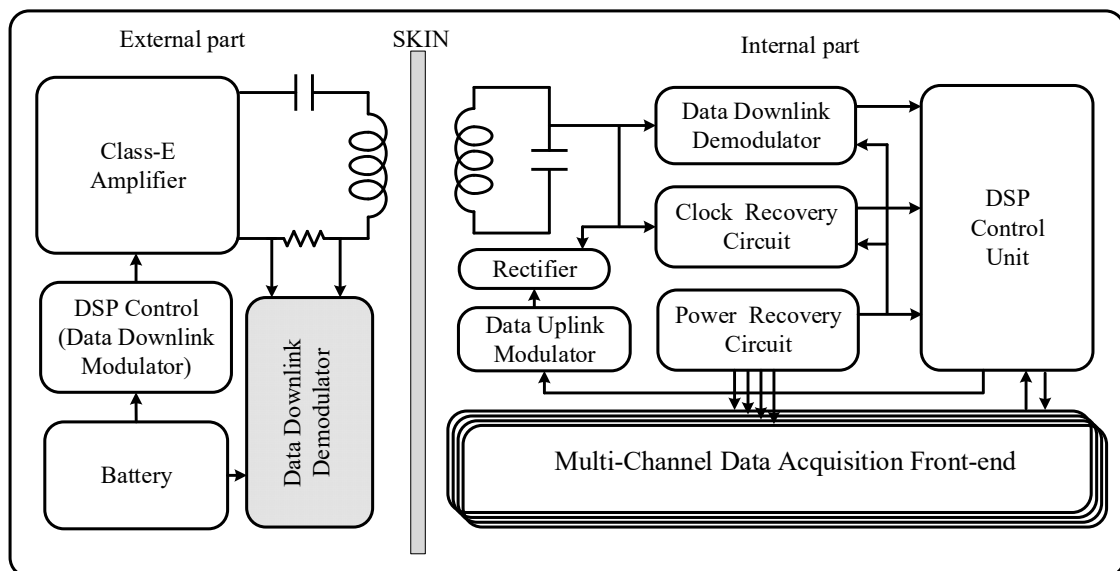 External part
SKIN
Internal part
Class-E
Amplifier
DSP Control
(Data Downlink
Modulator)
Battery
Data Downlink
Demodulator
Data Downlink
Demodulator
Clock Recovery
Circuit
Rectifier
Data Uplink
Modulator
Power Recovery
Circuit
DSP
Control
Unit
Multi-Channel Data Acquisition Front-end